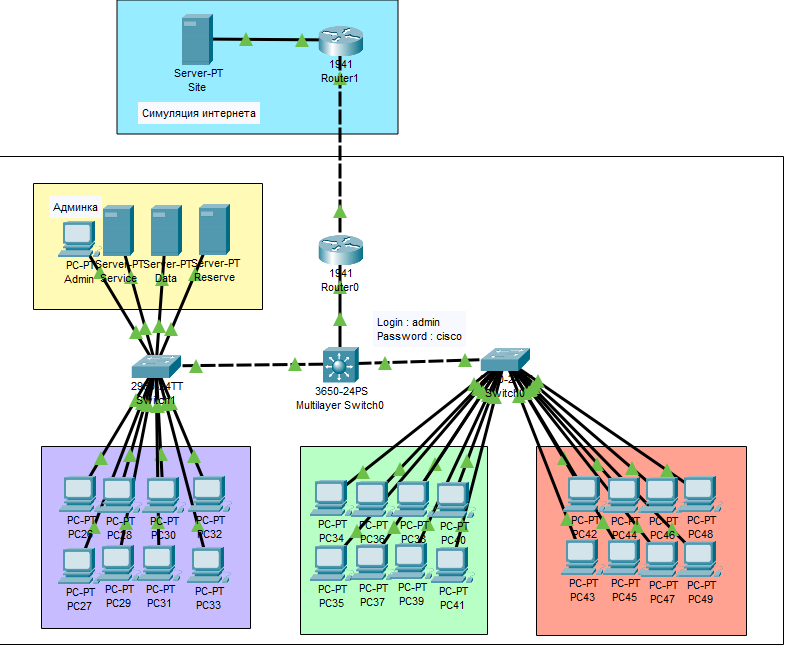 Server-PT
Site
1941
Router1
Симуляция интернета
Админка
PC-PT
Admin
Server-PT
Service
Server-PT
Data
Server-PT
Reserve
1941
Router0
Login : admin
Password : cisco
3650-24PS
Multilayer Switch0
Switch1
Switch0
PC-PT
PC26
PC-PT
PC28
PC-PT
PC30
PC-PT
PC32
PC-PT
PC27
PC-PT
PC29
PC-PT
PC31
PC-PT
PC33
PC-PT
PC34
PC-PT
PC36
PC-PT
PC38
PC-PT
PC40
PC-PT
PC35
PC-PT
PC37
PC-PT
PC39
PC-PT
PC41
PC-PT
PC42
PC-PT
PC44
PC-PT
PC46
PC-PT
PC48
PC-PT
PC43
PC-PT
PC45
PC-PT
PC47
PC-PT
PC49